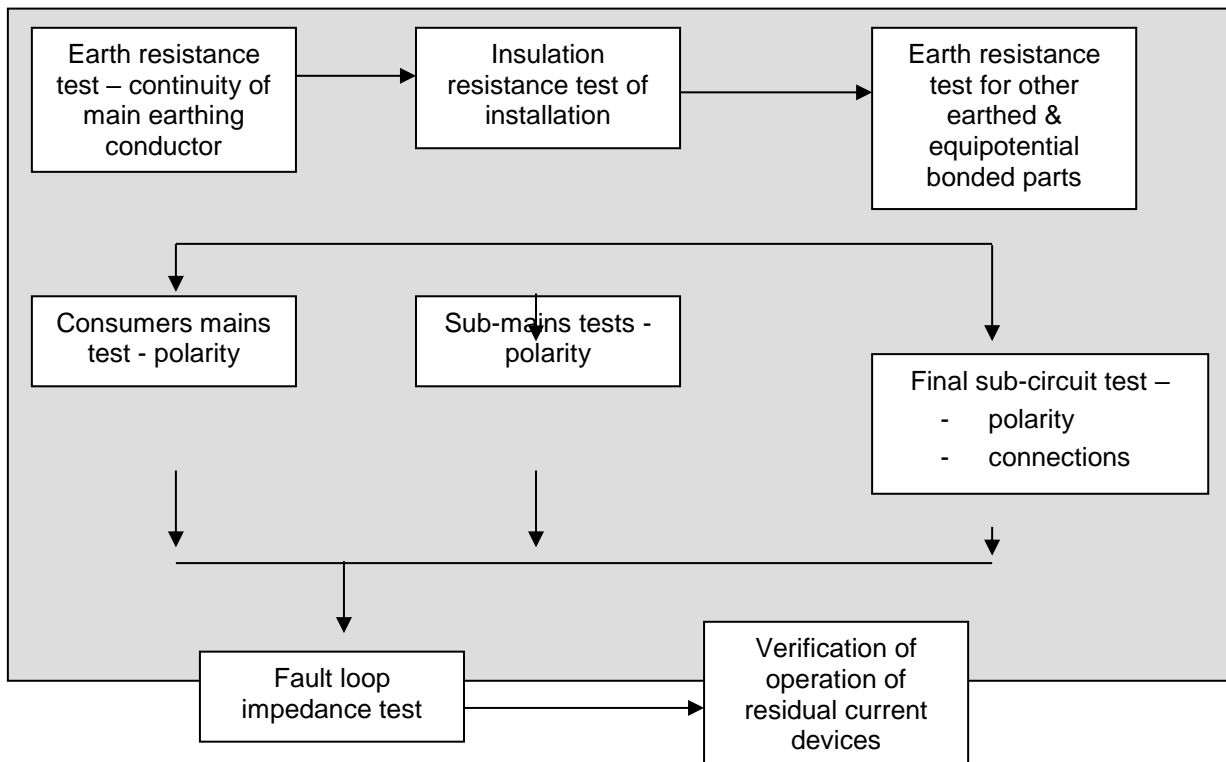 Earth resistance
test – continuity of
main earthing
conductor
Insulation
resistance test of
installation
Earth resistance
test for other
earthed &
equipotential
bonded parts
Consumers mains
test - polarity
Sub-mains tests -
polarity
Final sub-circuit test –
- polarity
- connections
Fault loop
impedance test
Verification of
operation of
residual current
devices